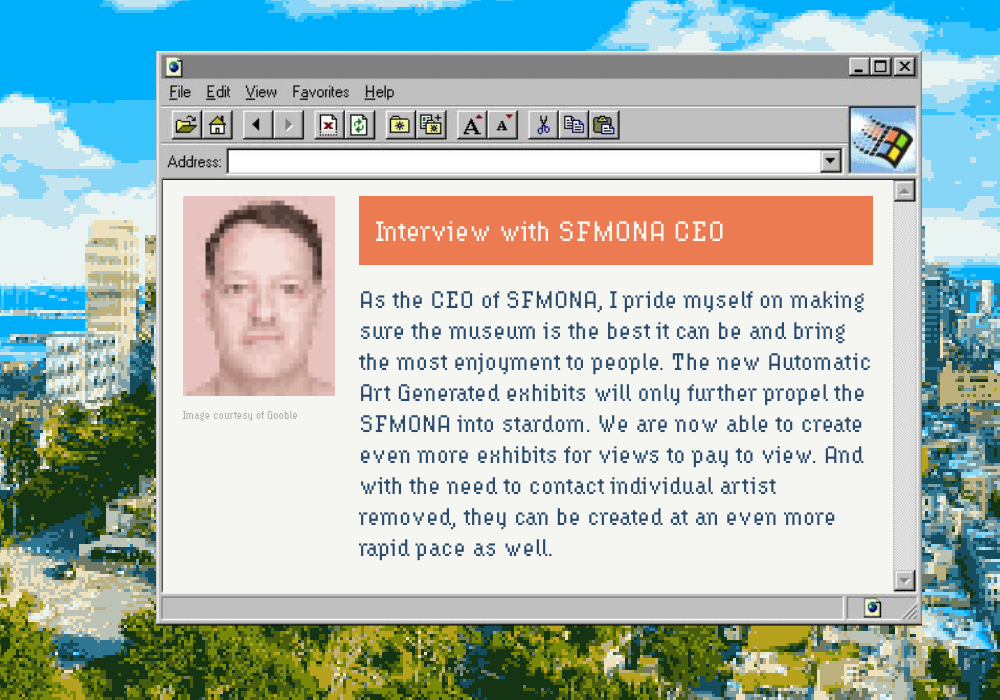 File Edit View Favorites Help
A A
Address:
Interview with SFMONA CEO
As the CEO of SFMONA, I pride myself on making
sure the museum is the best it can be and bring
the most enjoyment to people. The new Automatic
Art Generated exhibits will only further propel the
SFMONA into stardom. We are now able to create
even more exhibits for views to pay to view. And
with the need to contact individual artist
removed, they can be created at an even more
rapid pace as well.
Image courtesy of Gooble